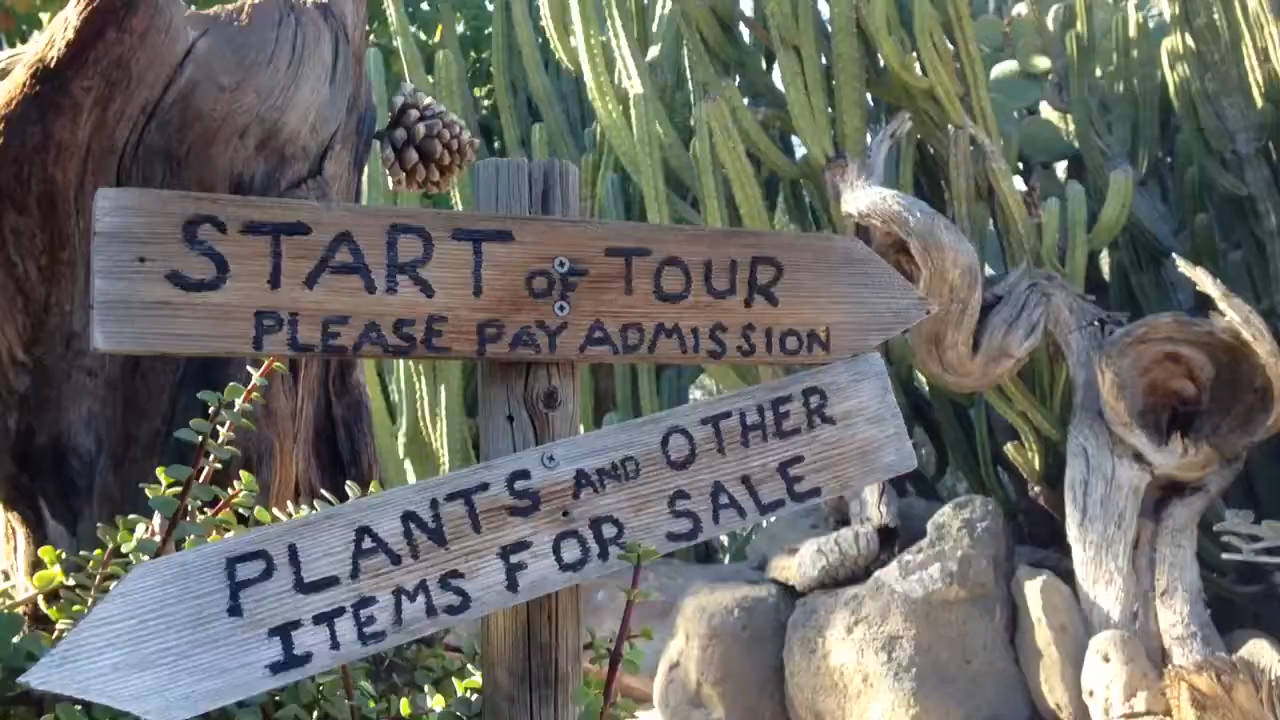 START OF TOUR
PLEASE PAY ADMISSION
PLANTS AND OTHER
ITEMS FOR SALE